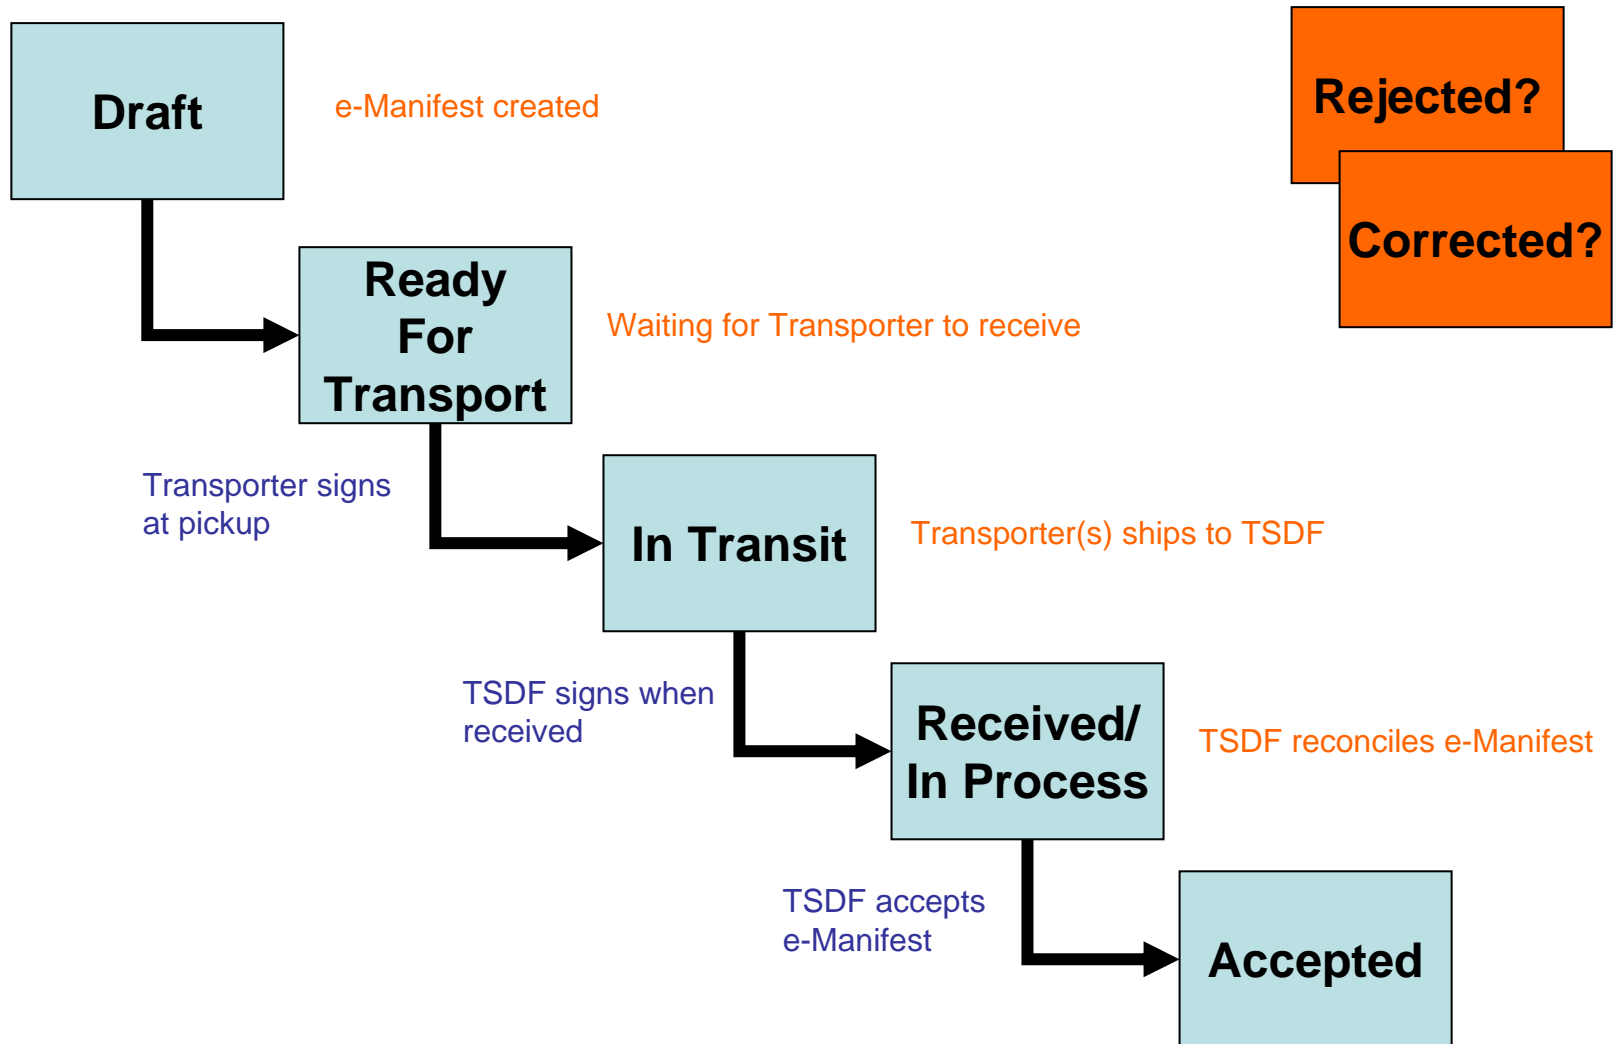 Draft
e-Manifest created
Rejected?
Corrected?
Ready
For
Transport
Waiting for Transporter to receive
Transporter signs
at pickup
In Transit
Transporter(s) ships to TSDF
TSDF signs when
received
Received/
In Process
TSDF reconciles e-Manifest
TSDF accepts
e-Manifest
Accepted